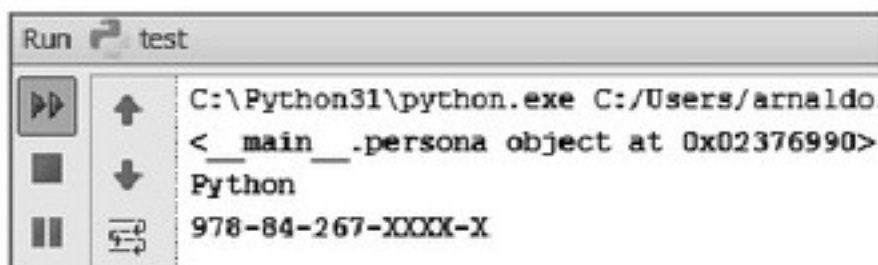 Run test
C:\Python31\python.exe C:/Users/arnaldo
<__main__.persona object at 0x02376990>
Python
978-84-267-XXXX-X